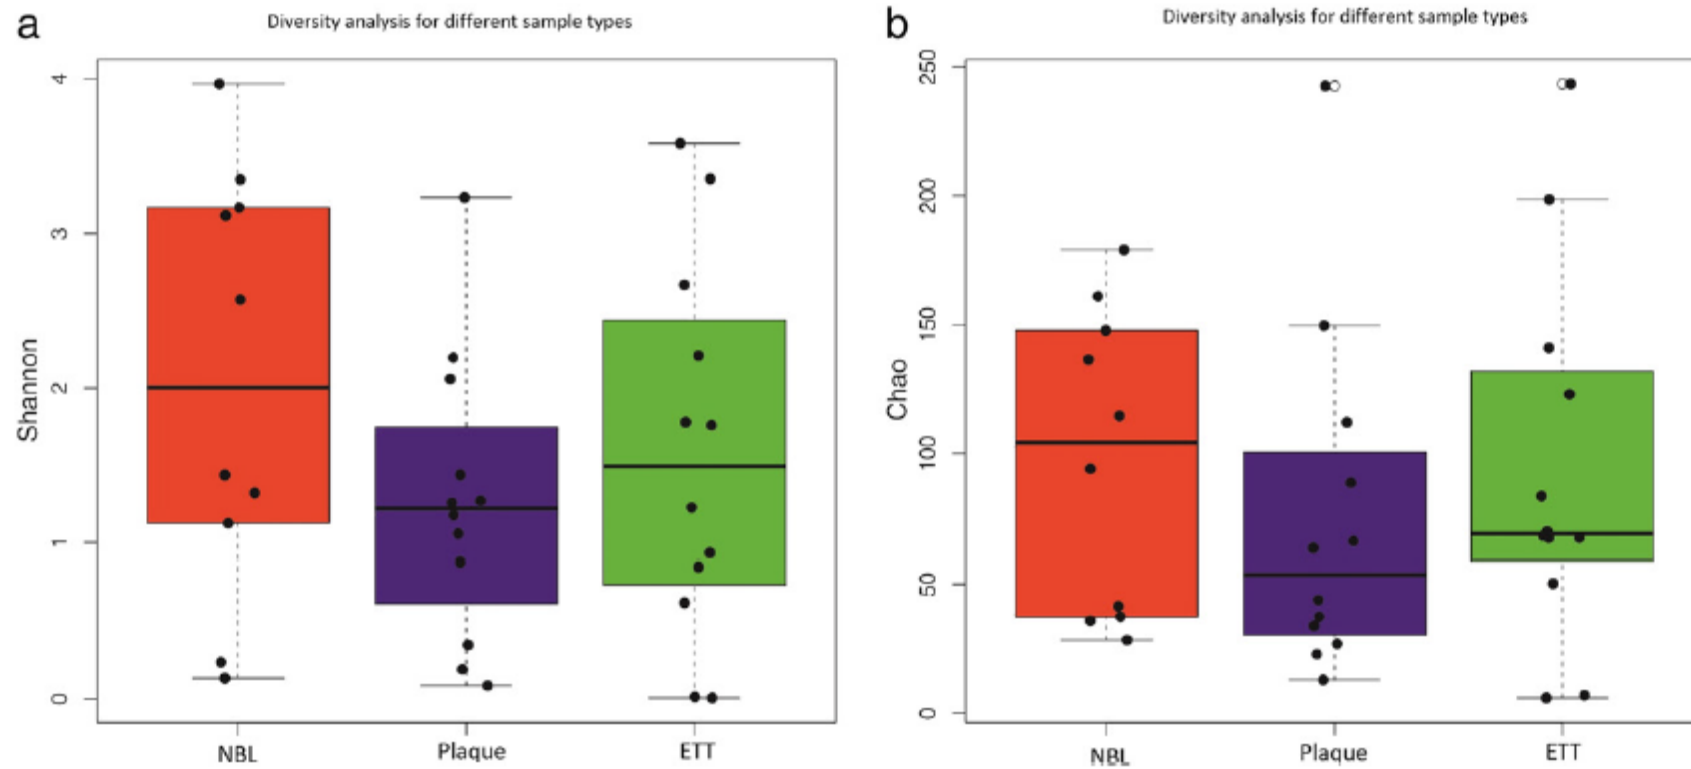 a
Diversity analysis for different sample types
Shannon
4
3
2
1
0
NBL
Plaque
ETT
b
Diversity analysis for different sample types
Chao
250
200
150
100
50
0
NBL
Plaque
ETT